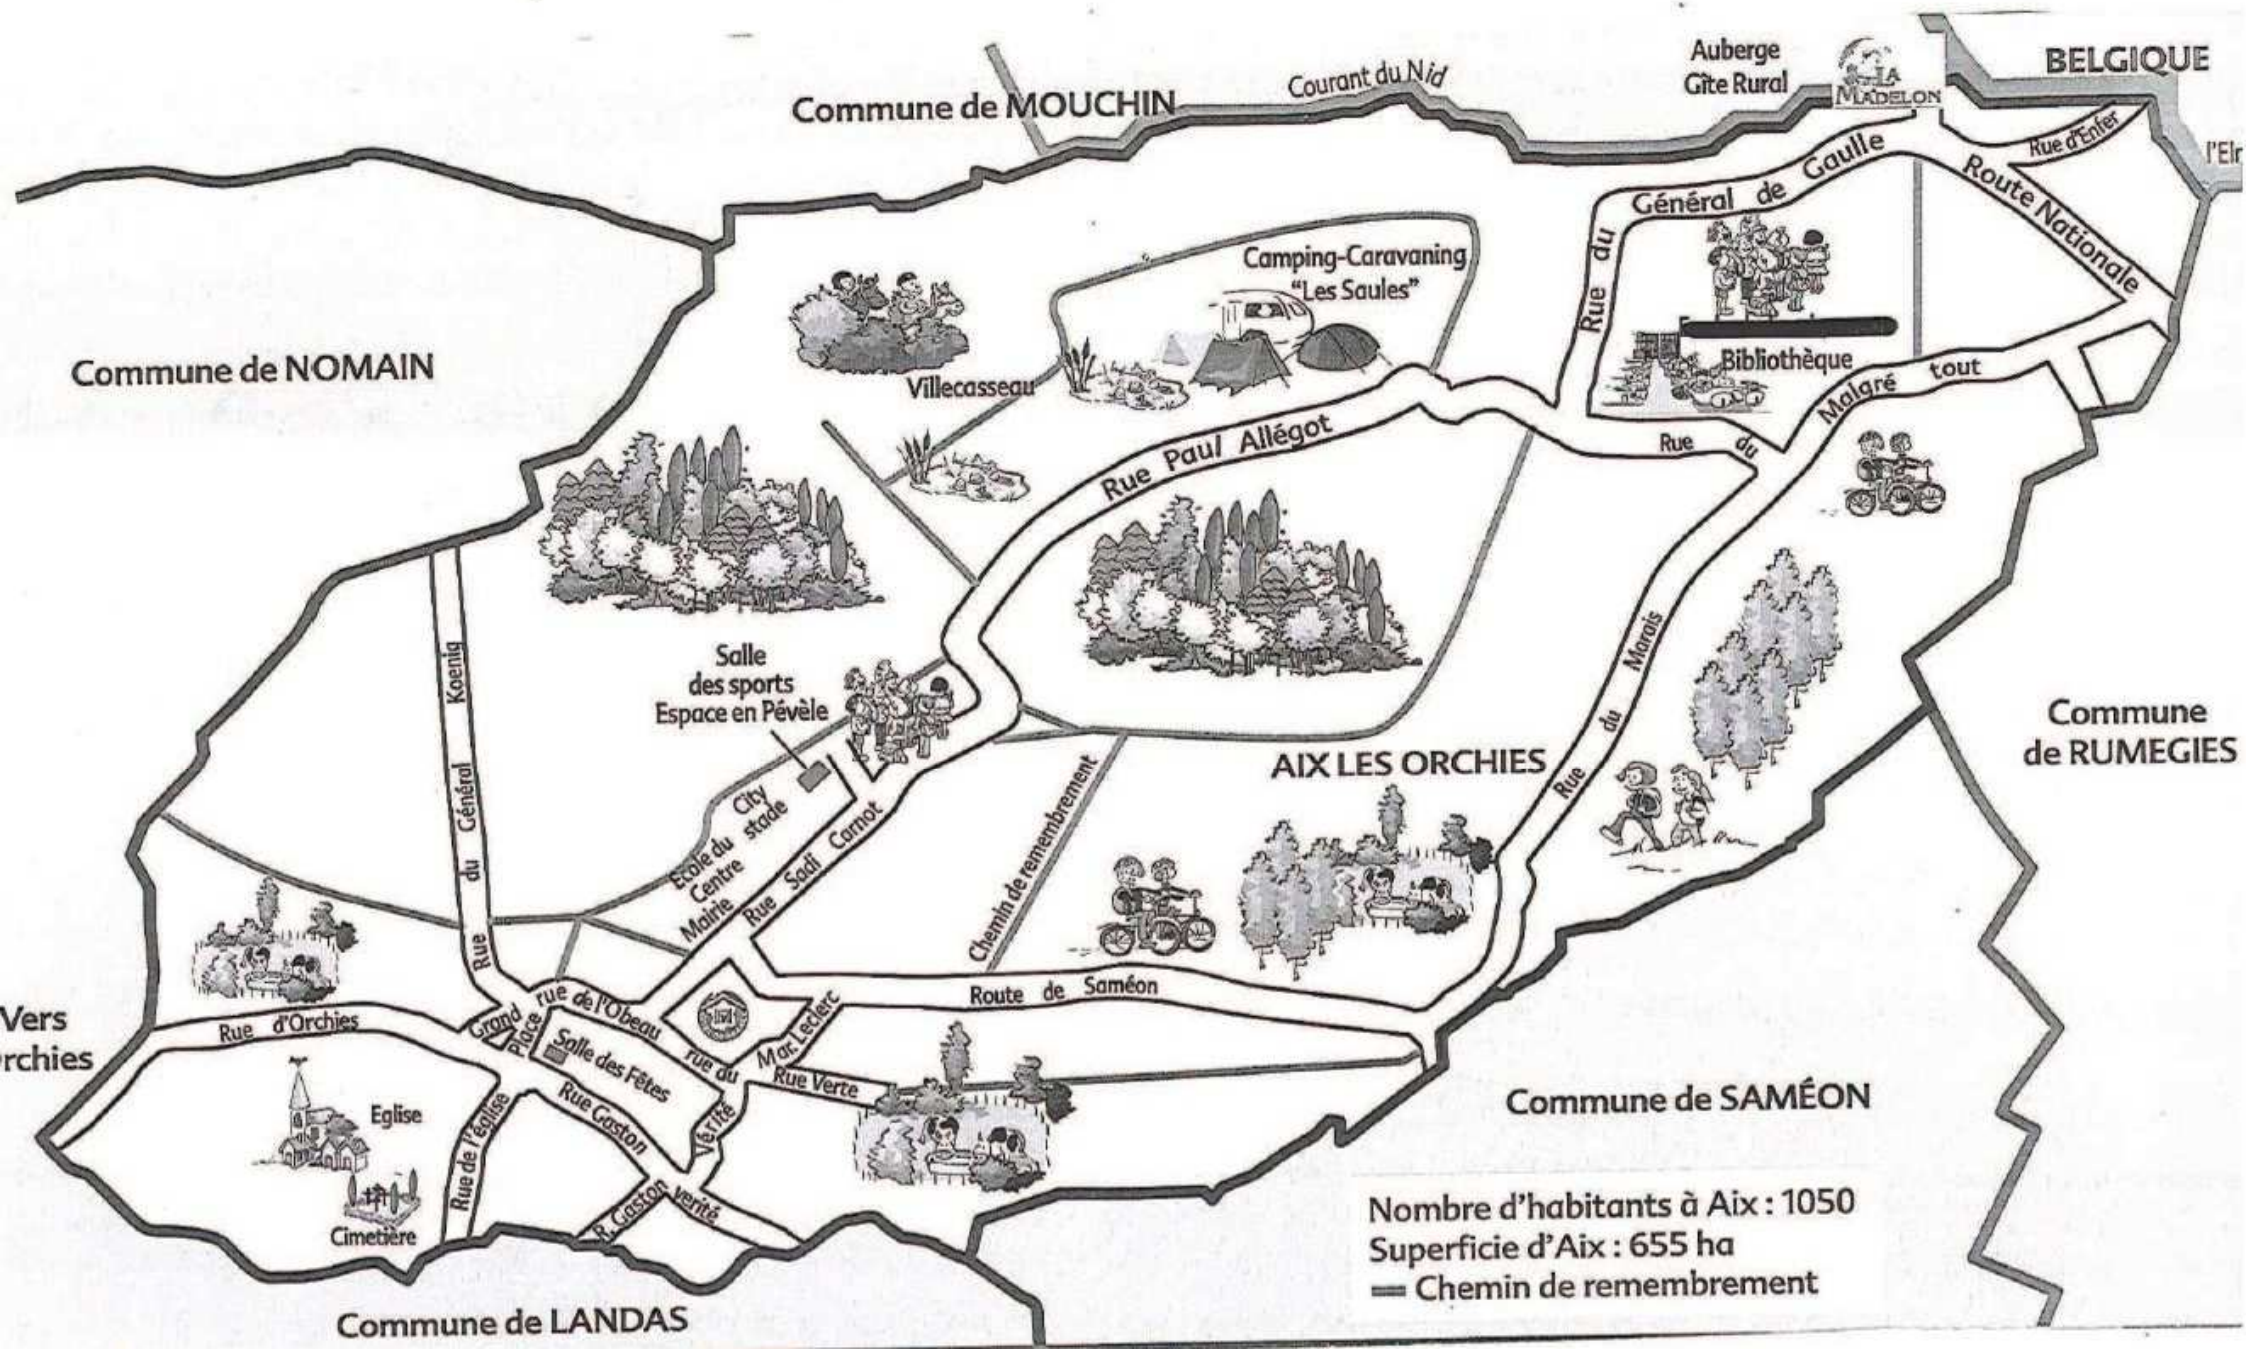 Commune de MOUCHIN
Courant du Nid
Auberge
Gîte Rural
LA
MADELON
BELGIQUE
Rue d'Enfer
Route Nationale
Rue du Général de Gaulle
Camping-Caravaning
"Les Saules"
Bibliothèque
Commune de NOMAIN
Villecasseau
Rue Paul Allégot
Rue du Malgré tout
Salle
des sports
Espace en Pévèle
Rue du Général Koenig
Rue du Marais
Commune
de RUMEGIES
AIX LES ORCHIES
City
stade
Ecole du
Centre
Mairie
Rue Sadi Carnot
Chemin de remembrement
Route de Saméon
Vers
rchies
Rue d'Orchies
Grand
Place
rue de l'Obeau
Salle des Fêtes
rue du
Mar. Leclerc
Rue Verte
Rue Gaston
Vérité
R. Gaston verité
Eglise
Rue de l'église
Cimetière
Commune de SAMÉON
Commune de LANDAS
Nombre d'habitants à Aix : 1050
Superficie d'Aix : 655 ha
Chemin de remembrement